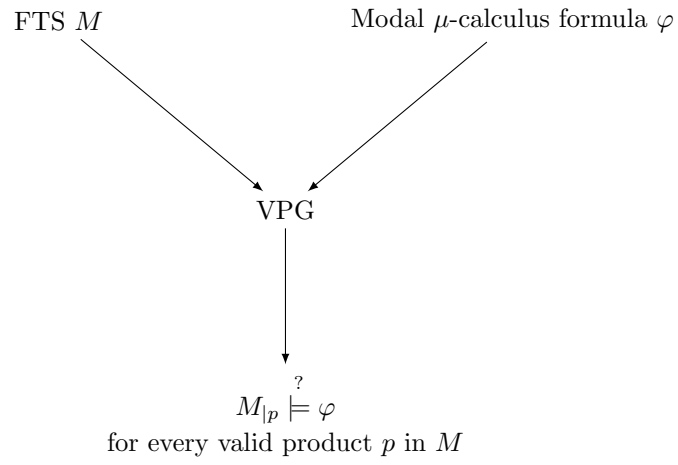 FTS M
Modal μ-calculus formula φ
VPG
?
M|p ⊨ φ
for every valid product p in M